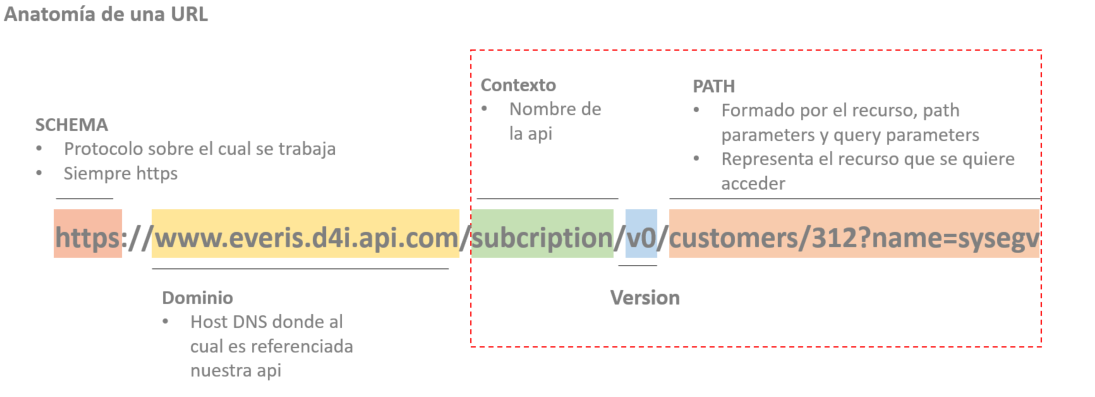 Anatomía de una URL
SCHEMA
• Protocolo sobre el cual se trabaja
• Siempre https
Contexto
• Nombre de
la api
PATH
• Formado por el recurso, path
parameters y query parameters
• Representa el recurso que se quiere
acceder
https://www.everis.d4i.api.com/subcription/v0/customers/312?name=sysegv
Dominio
• Host DNS donde al
cual es referenciada
nuestra api
Version